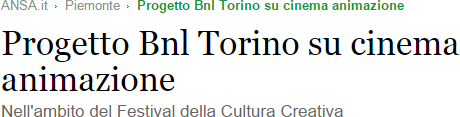 ANSA.it › Piemonte › Progetto Bnl Torino su cinema animazione
Progetto Bnl Torino su cinema
animazione
Nell'ambito del Festival della Cultura Creativa